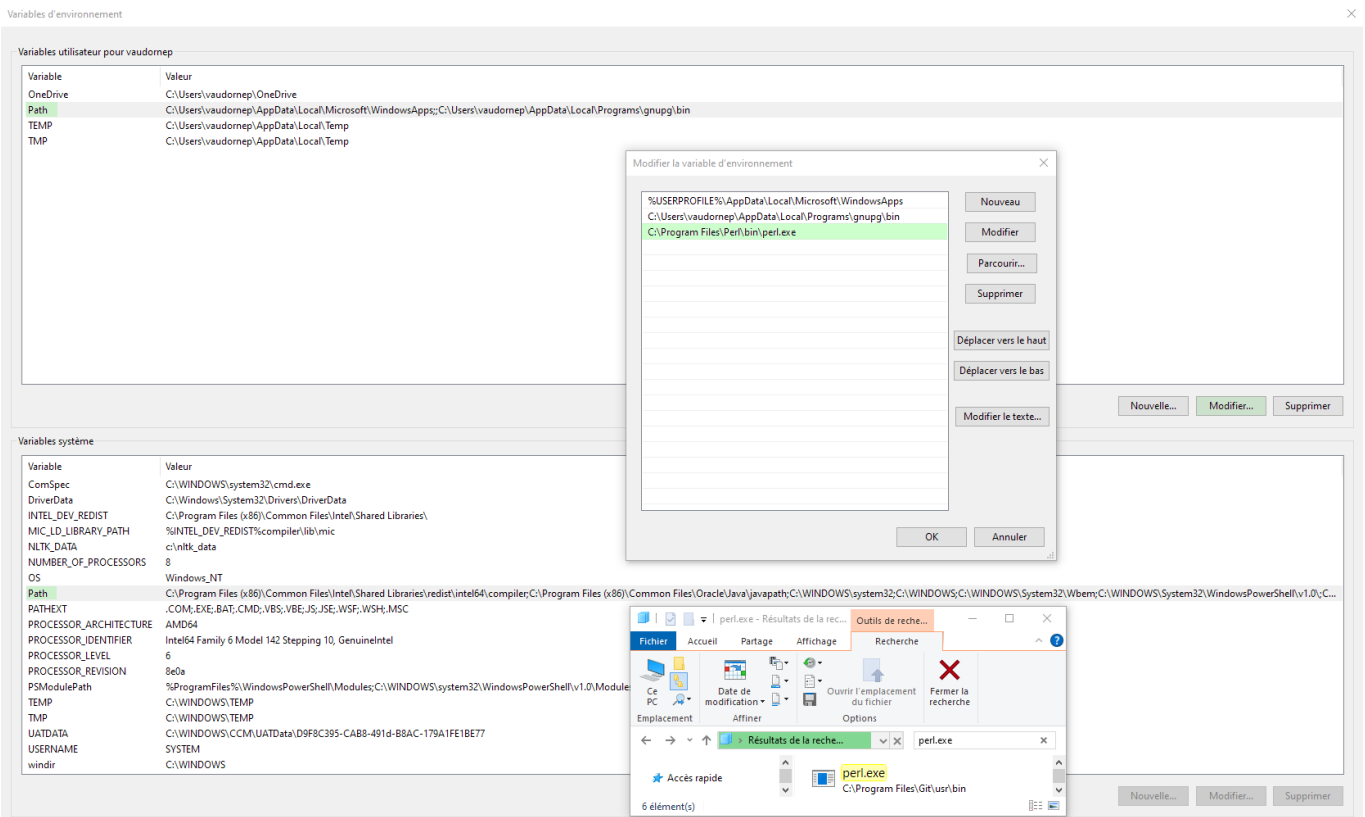 Variables d'environnement
Variables utilisateur pour vaudornep
Variable Valeur
OneDrive C:\Users\vaudornep\OneDrive
Path C:\Users\vaudornep\AppData\Local\Microsoft\WindowsApps;;C:\Users\vaudornep\AppData\Local\Programs\gnupg\bin
TEMP C:\Users\vaudornep\AppData\Local\Temp
TMP C:\Users\vaudornep\AppData\Local\Temp
Nouvelle... Modifier... Supprimer
Modifier la variable d'environnement
%USERPROFILE%\AppData\Local\Microsoft\WindowsApps
C:\Users\vaudornep\AppData\Local\Programs\gnupg\bin
C:\Program Files\Perl\bin\perl.exe
Nouveau
Modifier
Parcourir...
Supprimer
Déplacer vers le haut
Déplacer vers le bas
Modifier le texte...
OK Annuler
Variables système
Variable Valeur
ComSpec C:\WINDOWS\system32\cmd.exe
DriverData C:\Windows\System32\Drivers\DriverData
INTEL_DEV_REDIST C:\Program Files (x86)\Common Files\Intel\Shared Libraries\
MIC_LD_LIBRARY_PATH %INTEL_DEV_REDIST%compiler\lib\mic
NLTK_DATA c:\nltk_data
NUMBER_OF_PROCESSORS 8
OS Windows_NT
Path C:\Program Files (x86)\Common Files\Intel\Shared Libraries\redist\intel64\compiler;C:\Program Files (x86)\Common Files\Oracle\Java\javapath;C:\WINDOWS\system32;C:\WINDOWS;C:\WINDOWS\System32\Wbem;C:\WINDOWS\System32\WindowsPowerShell\v1.0\;C...
PATHEXT .COM;.EXE;.BAT;.CMD;.VBS;.VBE;.JS;.JSE;.WSF;.WSH;.MSC
PROCESSOR_ARCHITECTURE AMD64
PROCESSOR_IDENTIFIER Intel64 Family 6 Model 142 Stepping 10, GenuineIntel
PROCESSOR_LEVEL 6
PROCESSOR_REVISION 8e0a
PSModulePath %ProgramFiles%\WindowsPowerShell\Modules;C:\WINDOWS\system32\WindowsPowerShell\v1.0\Modules
TEMP C:\WINDOWS\TEMP
TMP C:\WINDOWS\TEMP
UATDATA C:\WINDOWS\CCM\UATData\D9F8C395-CAB8-491d-B8AC-179A1FE1BE77
USERNAME SYSTEM
windir C:\WINDOWS
Nouvelle... Modifier... Supprimer
perl.exe - Résultats de la rec... Outils de reche...
Fichier Accueil Partage Affichage Recherche
Ce PC
Date de modification
Ouvrir l'emplacement du fichier
Fermer la recherche
Emplacement Affiner Options
Résultats de la reche... perl.exe
Accès rapide
perl.exe
C:\Program Files\Git\usr\bin
6 élément(s)